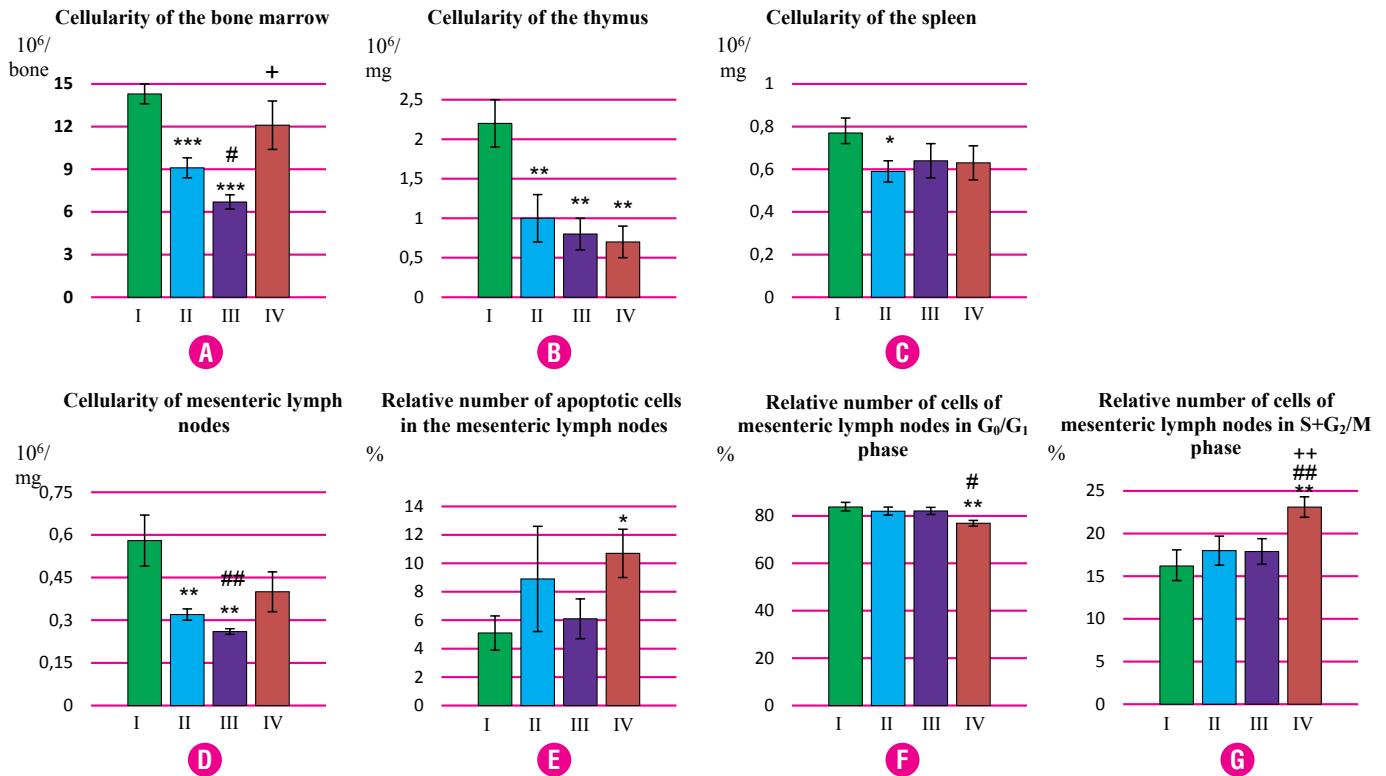 Cellularity of the bone marrow
10⁶/
bone
15
12
9
6
3
0
***
#
***
+
I II III IV
A
Cellularity of the thymus
10⁶/
mg
2,5
2
1,5
1
0,5
0
**
**
**
I II III IV
B
Cellularity of the spleen
10⁶/
mg
1
0,8
0,6
0,4
0,2
0
*
I II III IV
C
Cellularity of mesenteric lymph
nodes
10⁶/
mg
0,75
0,6
0,45
0,3
0,15
0
**
##
**
I II III IV
D
Relative number of apoptotic cells
in the mesenteric lymph nodes
%
14
12
10
8
6
4
2
0
*
I II III IV
E
Relative number of cells of
mesenteric lymph nodes in G₀/G₁
phase
%
80
60
40
20
0
#
**
I II III IV
F
Relative number of cells of
mesenteric lymph nodes in S+G₂/M
phase
%
25
20
15
10
5
0
++
##
**
I II III IV
G